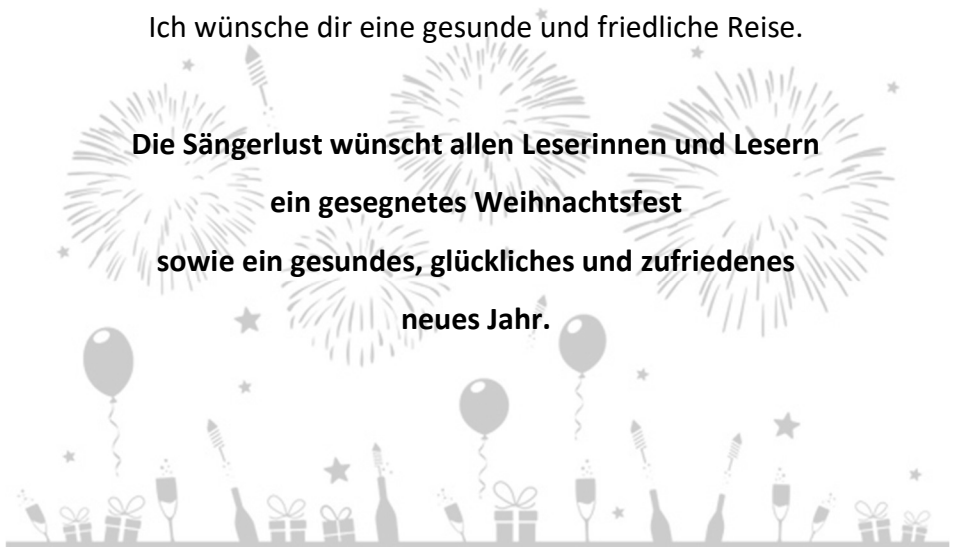 Ich wünsche dir eine gesunde und friedliche Reise.
Die Sängerlust wünscht allen Leserinnen und Lesern
ein gesegnetes Weihnachtsfest
sowie ein gesundes, glückliches und zufriedenes
neues Jahr.